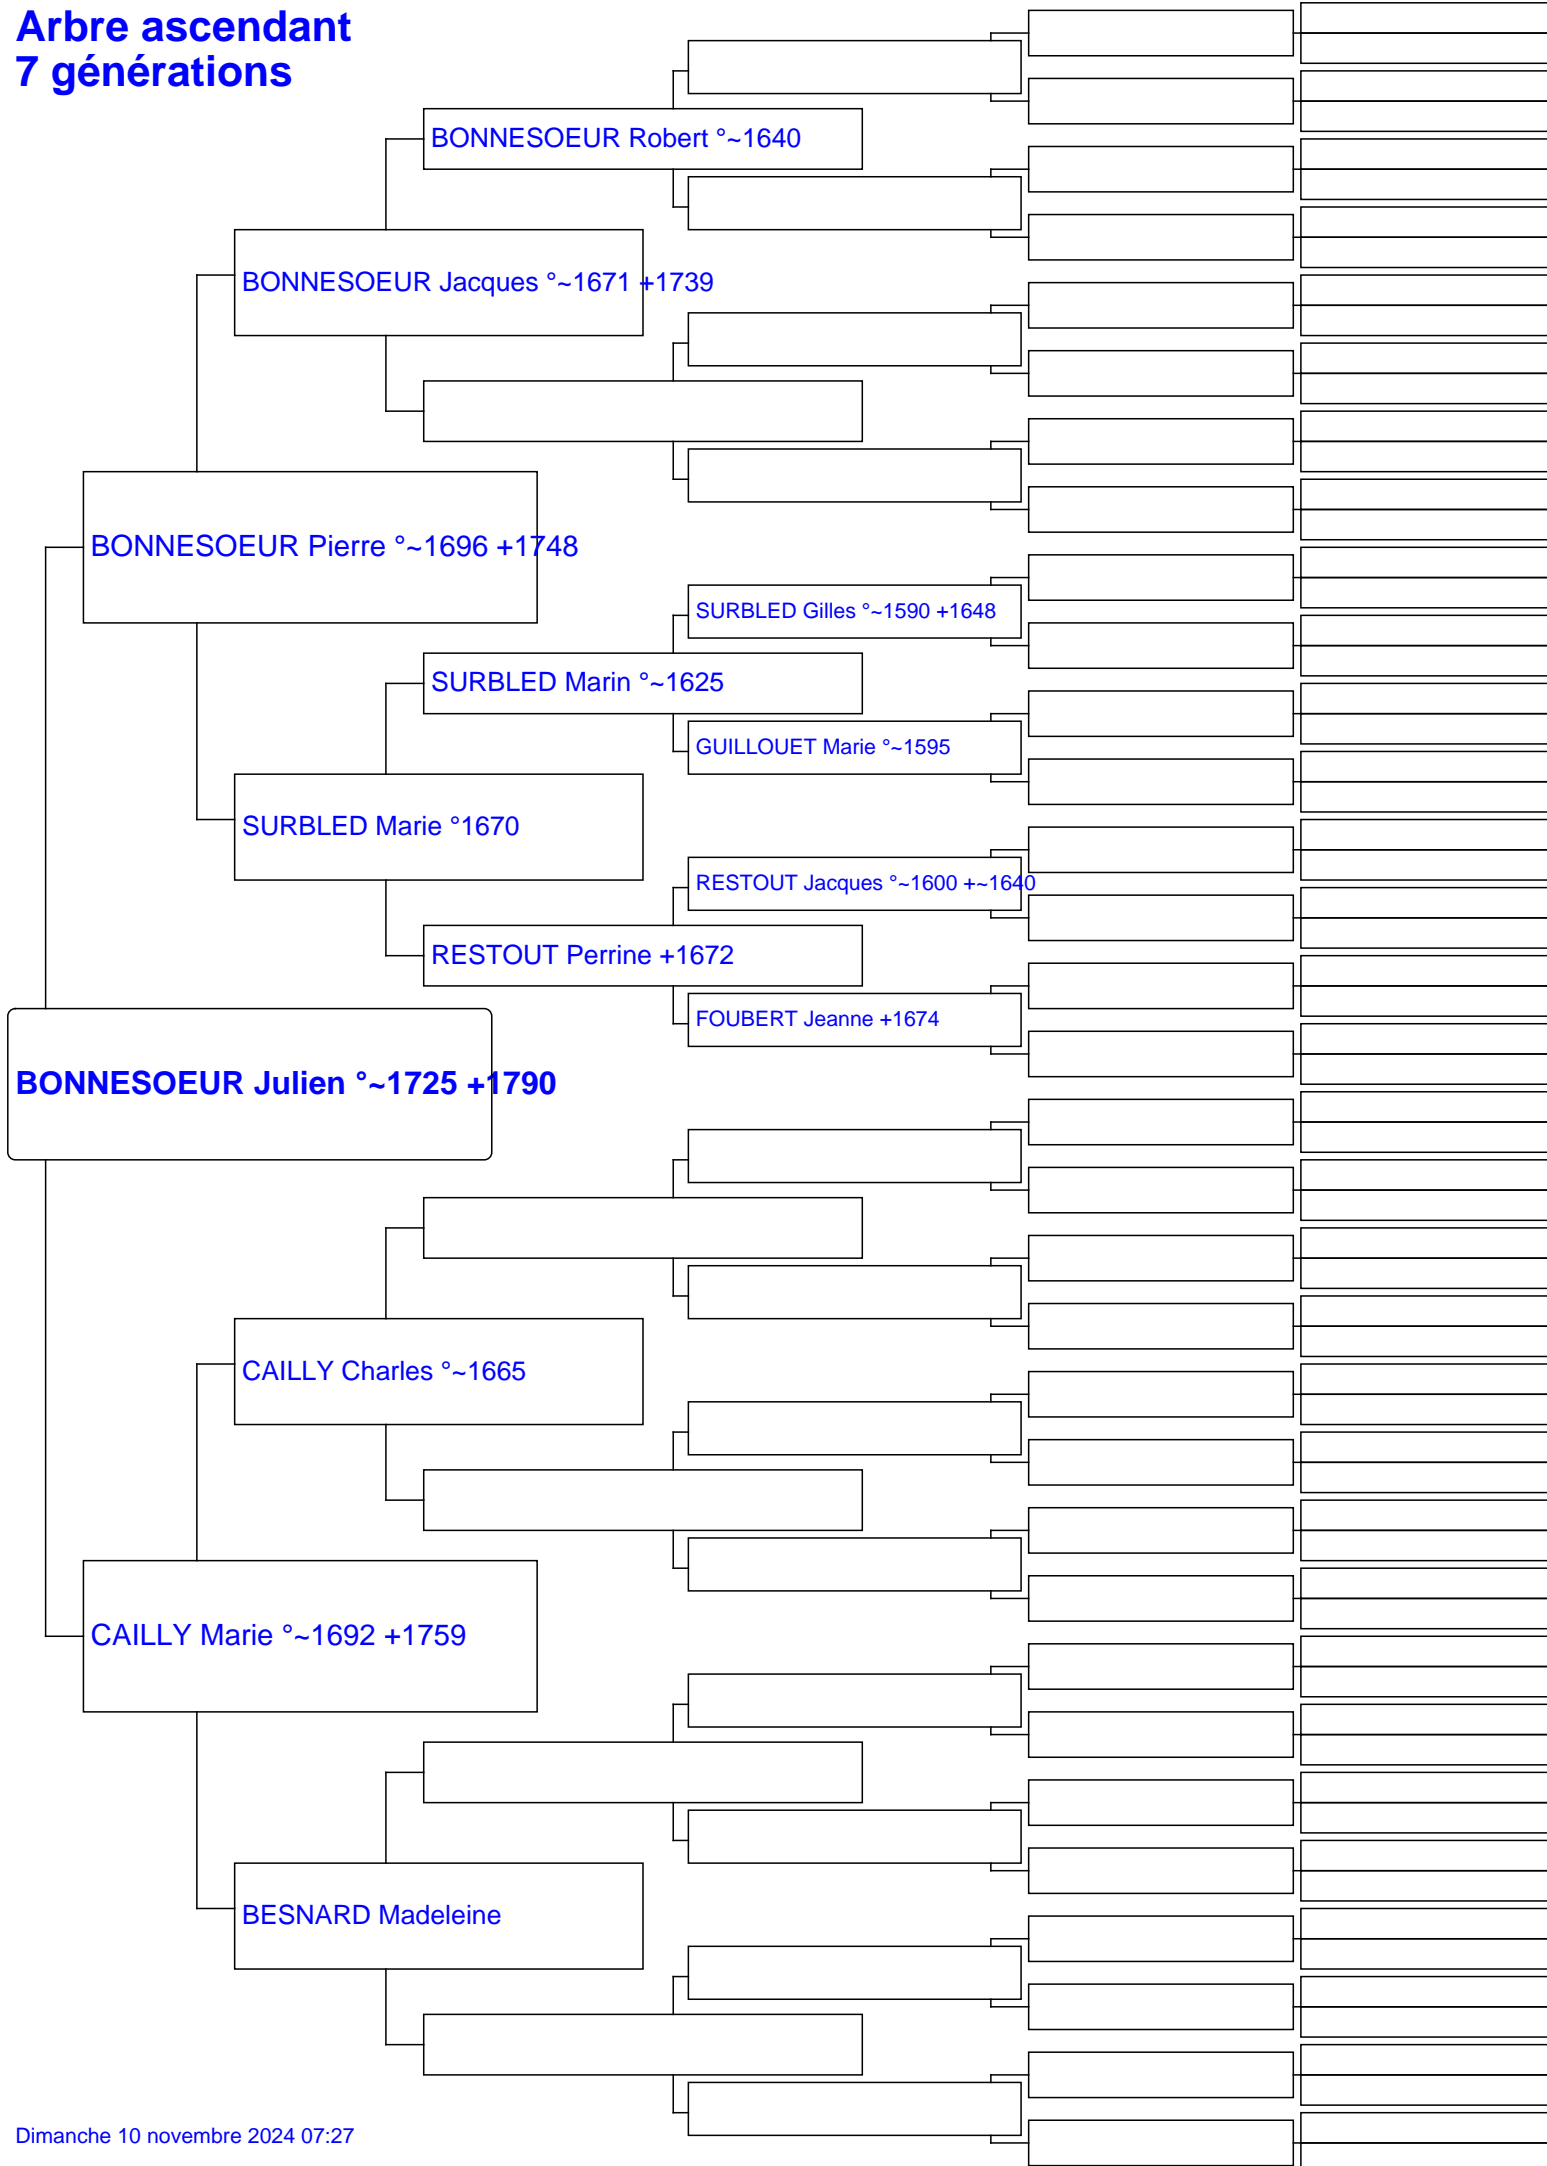 Arbre ascendant
7 générations
BONNESOEUR Robert °~1640
BONNESOEUR Jacques °~1671 +1739
BONNESOEUR Pierre °~1696 +1748
SURBLED Gilles °~1590 +1648
SURBLED Marin °~1625
GUILLOUET Marie °~1595
SURBLED Marie °1670
RESTOUT Jacques °~1600 +~1640
RESTOUT Perrine +1672
FOUBERT Jeanne +1674
BONNESOEUR Julien °~1725 +1790
CAILLY Charles °~1665
CAILLY Marie °~1692 +1759
BESNARD Madeleine
Dimanche 10 novembre 2024 07:27